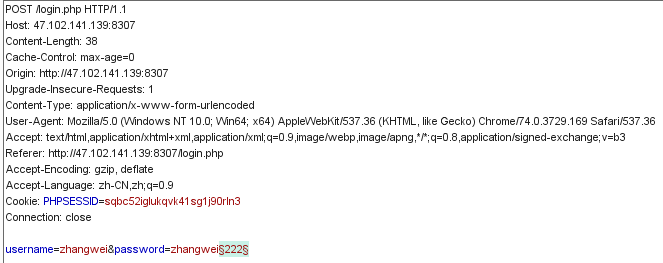 POST /login.php HTTP/1.1
Host: 47.102.141.139:8307
Content-Length: 38
Cache-Control: max-age=0
Origin: http://47.102.141.139:8307
Upgrade-Insecure-Requests: 1
Content-Type: application/x-www-form-urlencoded
User-Agent: Mozilla/5.0 (Windows NT 10.0; Win64; x64) AppleWebKit/537.36 (KHTML, like Gecko) Chrome/74.0.3729.169 Safari/537.36
Accept: text/html,application/xhtml+xml,application/xml;q=0.9,image/webp,image/apng,*/*;q=0.8,application/signed-exchange;v=b3
Referer: http://47.102.141.139:8307/login.php
Accept-Encoding: gzip, deflate
Accept-Language: zh-CN,zh;q=0.9
Cookie: PHPSESSID=sqbc52iglukqvk41sg1j90rln3
Connection: close
username=zhangwei&password=zhangwei§222§